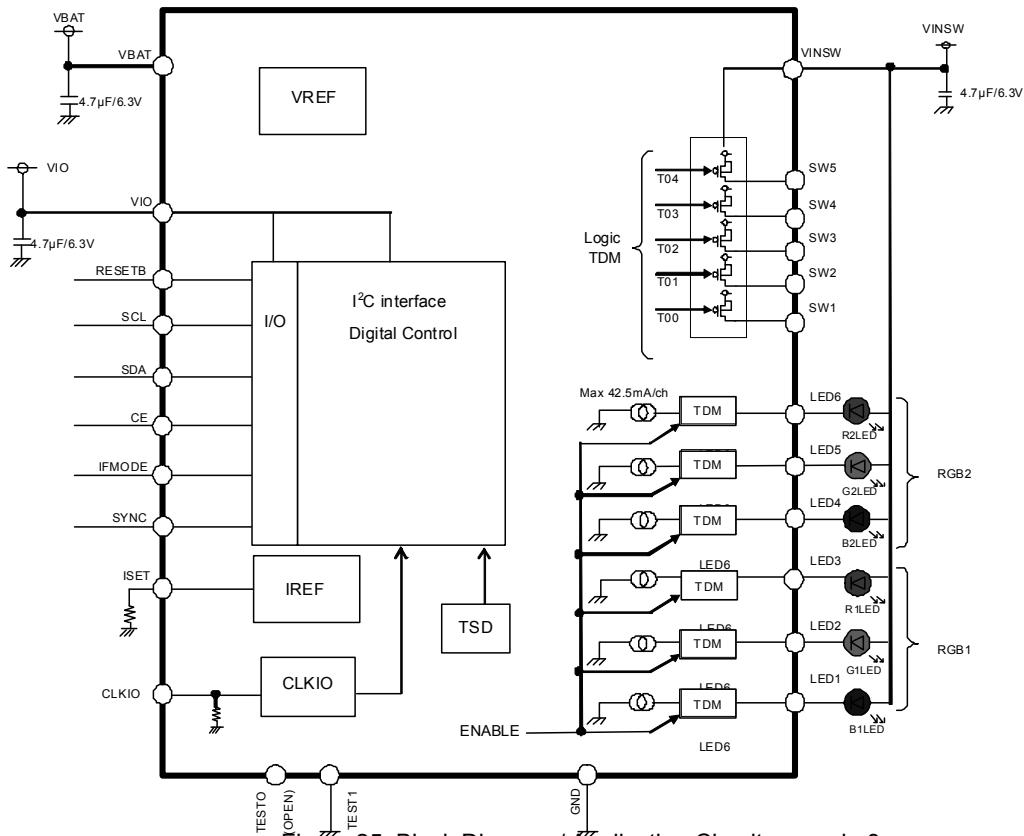 VBAT
VBAT
4.7µF/6.3V
VREF
VINSW
VINSW
4.7µF/6.3V
VIO
VIO
4.7µF/6.3V
RESETB
SCL
SDA
CE
IFMODE
SYNC
ISET
CLKIO
I/O
I²C interface
Digital Control
IREF
TSD
CLKIO
Logic
TDM
T04
T03
T02
T01
T00
SW5
SW4
SW3
SW2
SW1
Max 42.5mA/ch
TDM
LED6
R2LED
TDM
LED5
G2LED
RGB2
TDM
LED4
B2LED
LED6
TDM
LED3
R1LED
TDM
LED2
G1LED
RGB1
TDM
LED1
B1LED
LED6
ENABLE
TESTO
(OPEN)
TEST1
GND